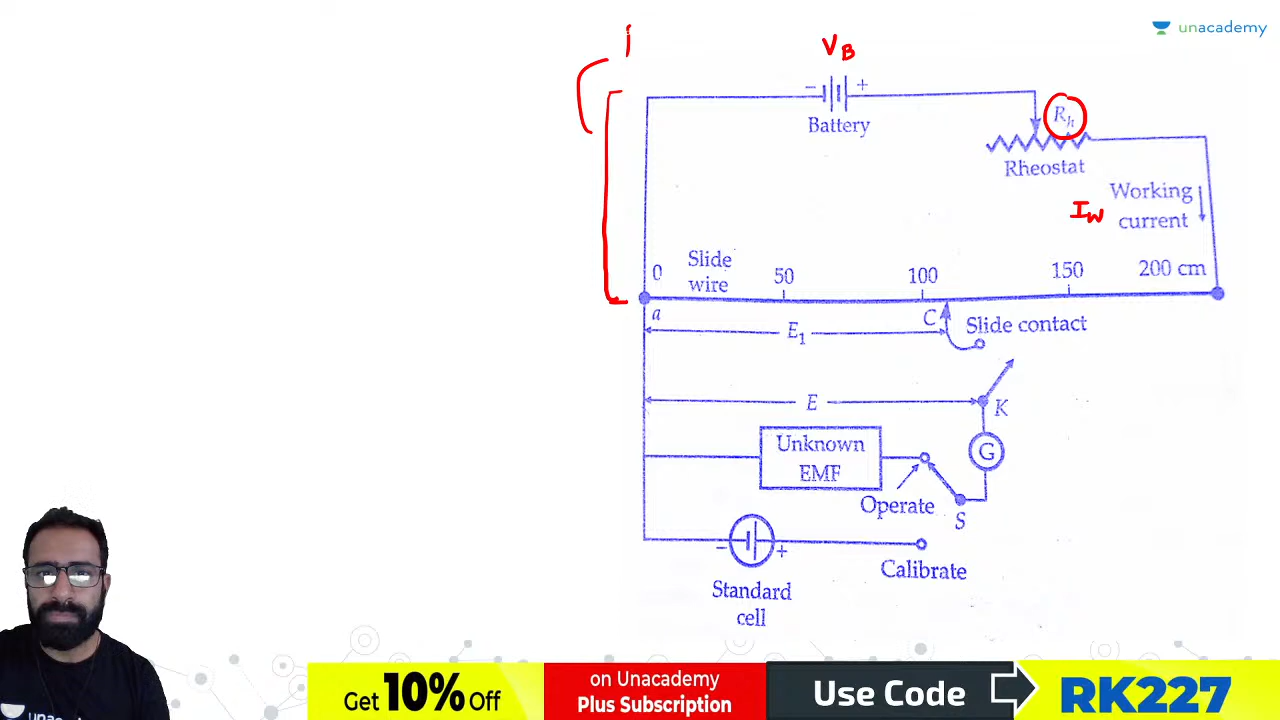 unacademy
i
V_B
− +
Battery
R_h
Rheostat
Working
current
I_w
0
Slide
wire
50
100
150
200 cm
a
E_1
C
Slide contact
E
K
Unknown
EMF
G
Operate
S
− +
Calibrate
Standard
cell
unacademy
Get 10% Off
on Unacademy
Plus Subscription
Use Code
RK227